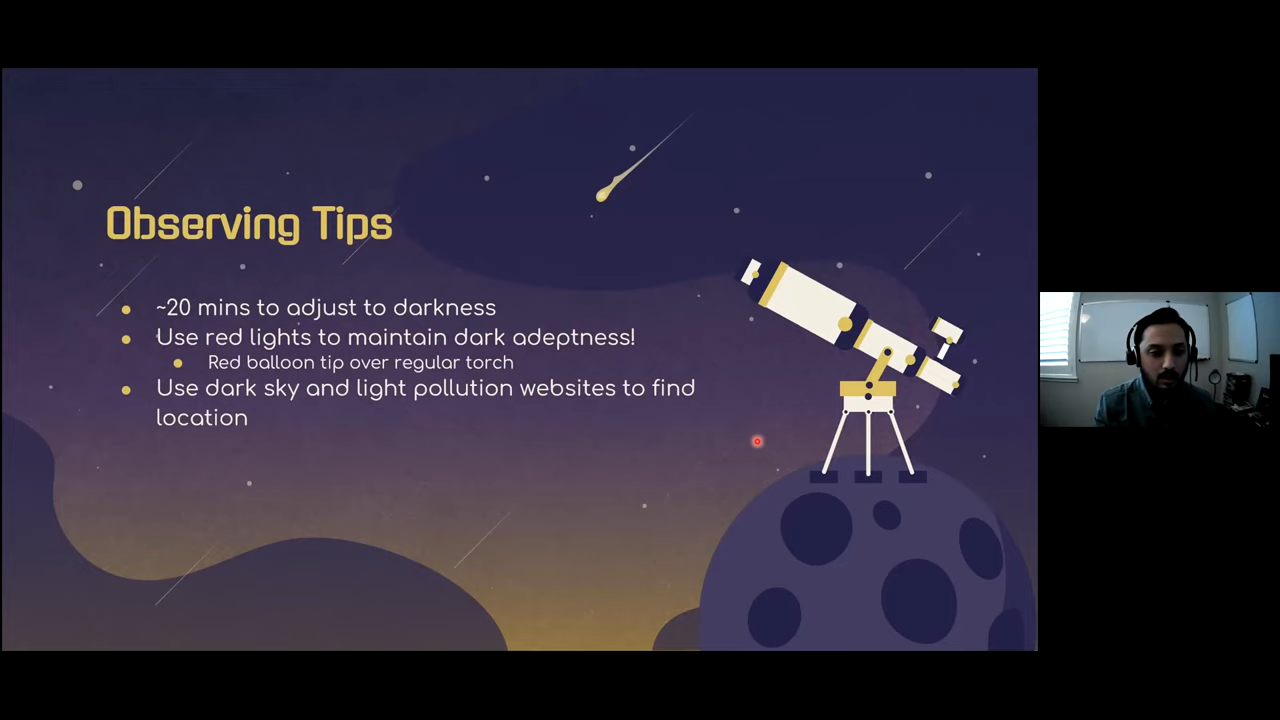 Observing Tips
~20 mins to adjust to darkness
Use red lights to maintain dark adeptness!
Red balloon tip over regular torch
Use dark sky and light pollution websites to find
location